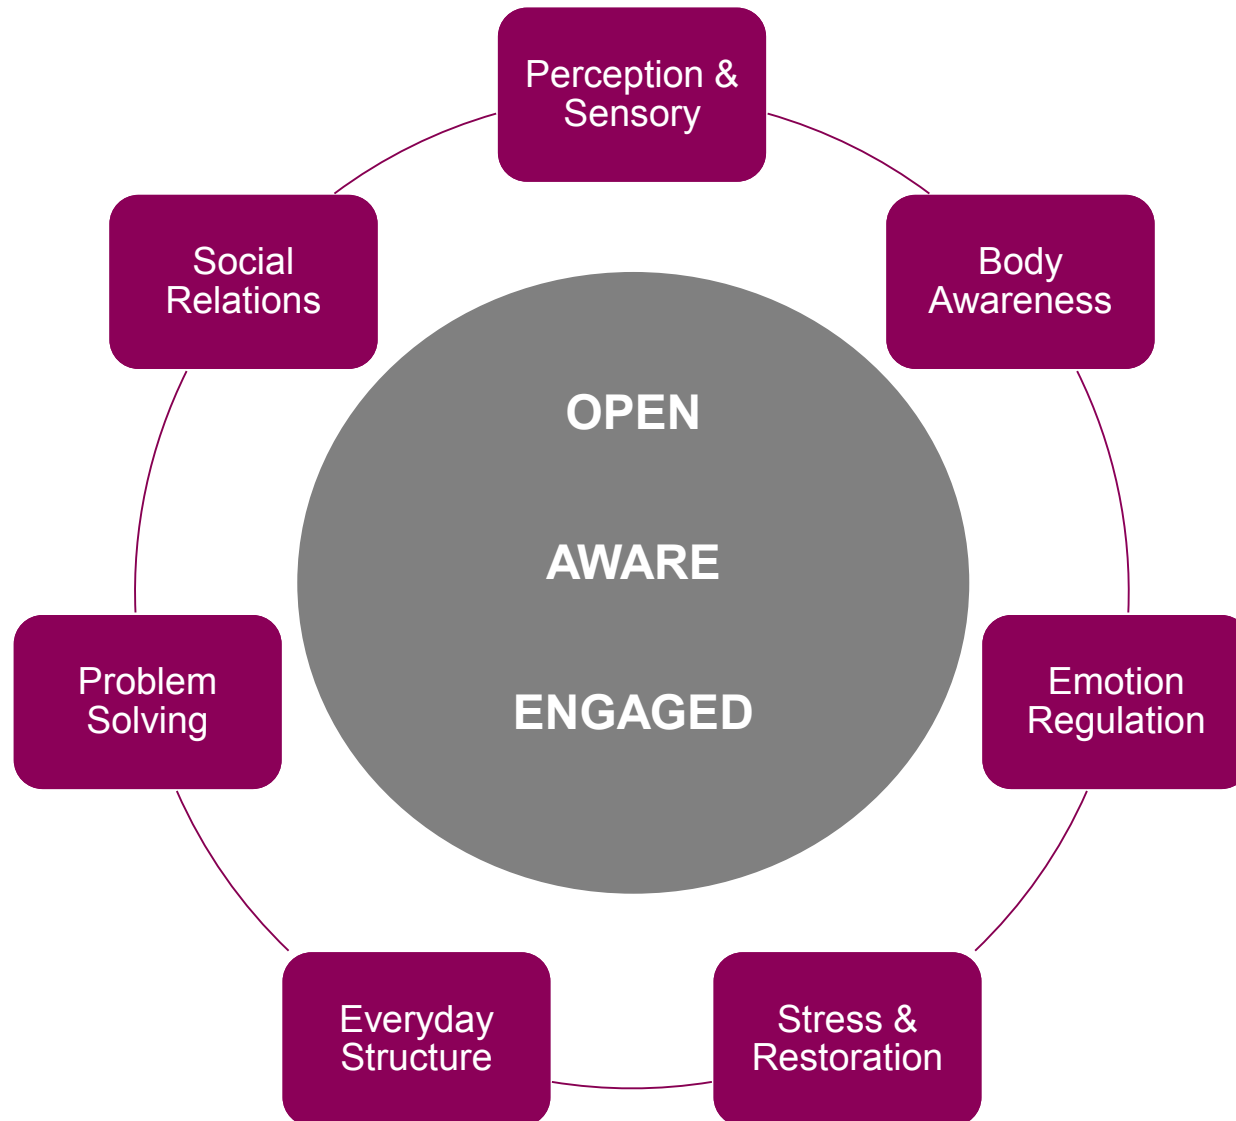 Perception &
Sensory
Body
Awareness
Emotion
Regulation
Stress &
Restoration
Everyday
Structure
Problem
Solving
Social
Relations
OPEN
AWARE
ENGAGED